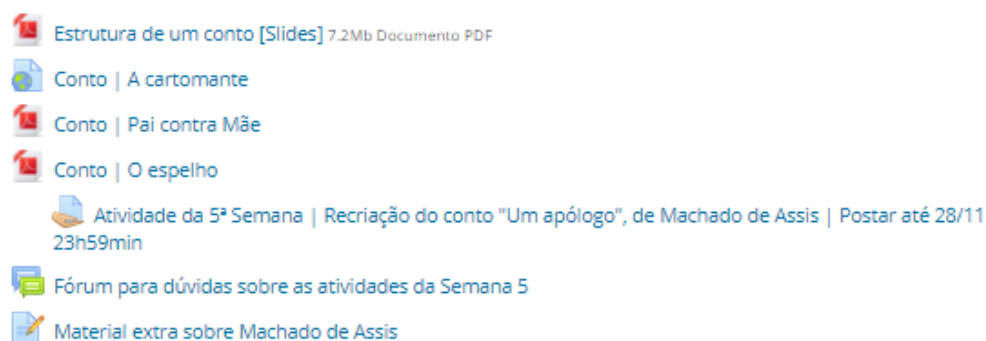 Estrutura de um conto [Slides] 7.2Mb Documento PDF
Conto | A cartomante
Conto | Pai contra Mãe
Conto | O espelho
Atividade da 5ª Semana | Recriação do conto "Um apólogo", de Machado de Assis | Postar até 28/11
23h59min
Fórum para dúvidas sobre as atividades da Semana 5
Material extra sobre Machado de Assis